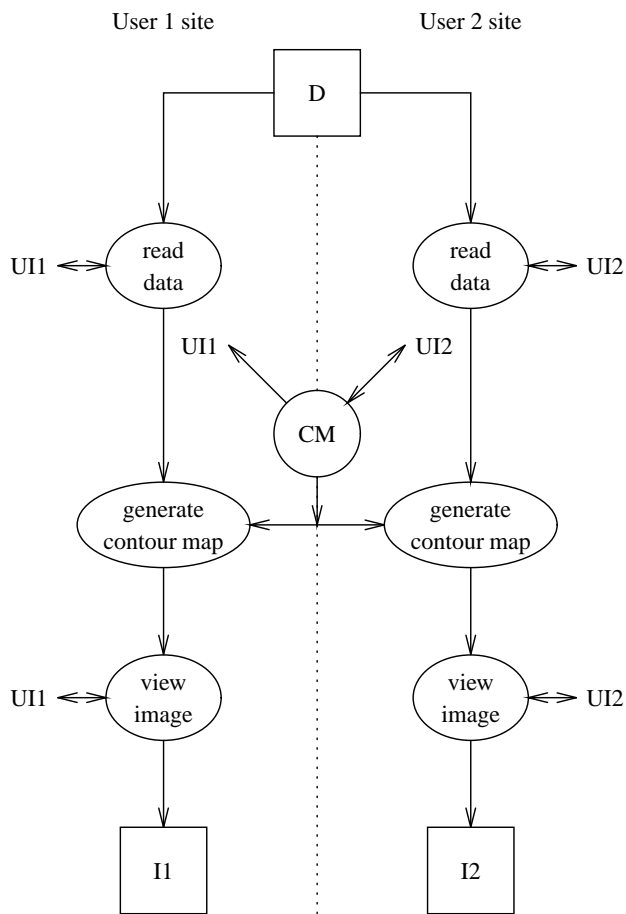 User 1 site
User 2 site
D
read
data
read
data
UI1
UI2
UI1
UI2
CM
generate
contour map
generate
contour map
view
image
view
image
UI1
UI2
I1
I2